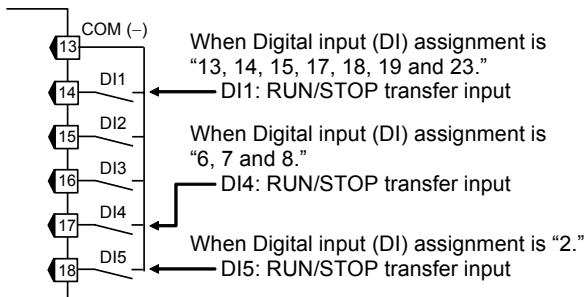 COM (−)
13
When Digital input (DI) assignment is
“13, 14, 15, 17, 18, 19 and 23.”
DI1
14
DI1: RUN/STOP transfer input
DI2
15
When Digital input (DI) assignment is
“6, 7 and 8.”
DI3
16
DI4: RUN/STOP transfer input
DI4
17
When Digital input (DI) assignment is “2.”
DI5
18
DI5: RUN/STOP transfer input